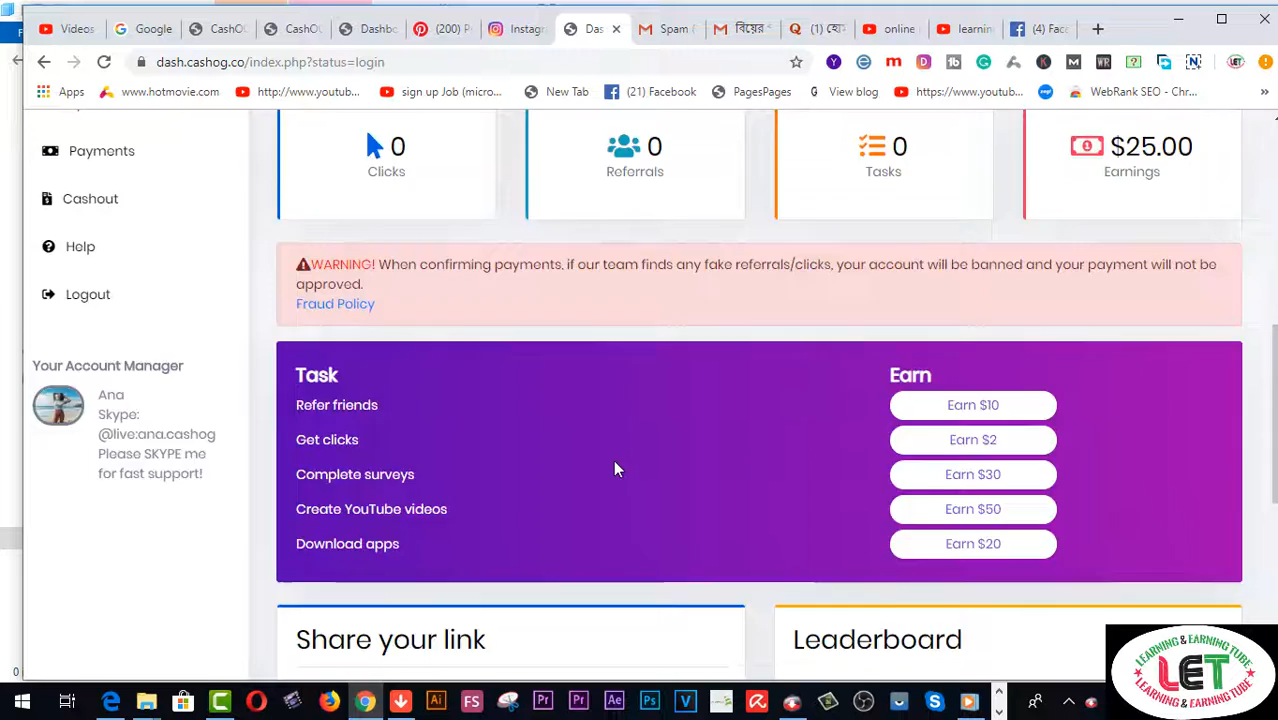 Videos
Google
CashO
CashO
Dashbo
(200) P
Instagr
Das
Spam (
বিয়ের
(1) হো
online
learnin
(4) Face
dash.cashog.co/index.php?status=login
Apps
www.hotmovie.com
http://www.youtub...
sign up Job (micro...
New Tab
(21) Facebook
PagesPages
View blog
https://www.youtub...
WebRank SEO - Chr...
Payments
Cashout
Help
Logout
Your Account Manager
Ana
Skype:
@live:ana.cashog
Please SKYPE me
for fast support!
0
Clicks
0
Referrals
0
Tasks
$25.00
Earnings
WARNING! When confirming payments, if our team finds any fake referrals/clicks, your account will be banned and your payment will not be
approved.
Fraud Policy
Task Earn
Refer friends Earn $10
Get clicks Earn $2
Complete surveys Earn $30
Create YouTube videos Earn $50
Download apps Earn $20
Share your link
Leaderboard
LEARNING & EARNING TUBE
LET
LEARNING & EARNING TUBE